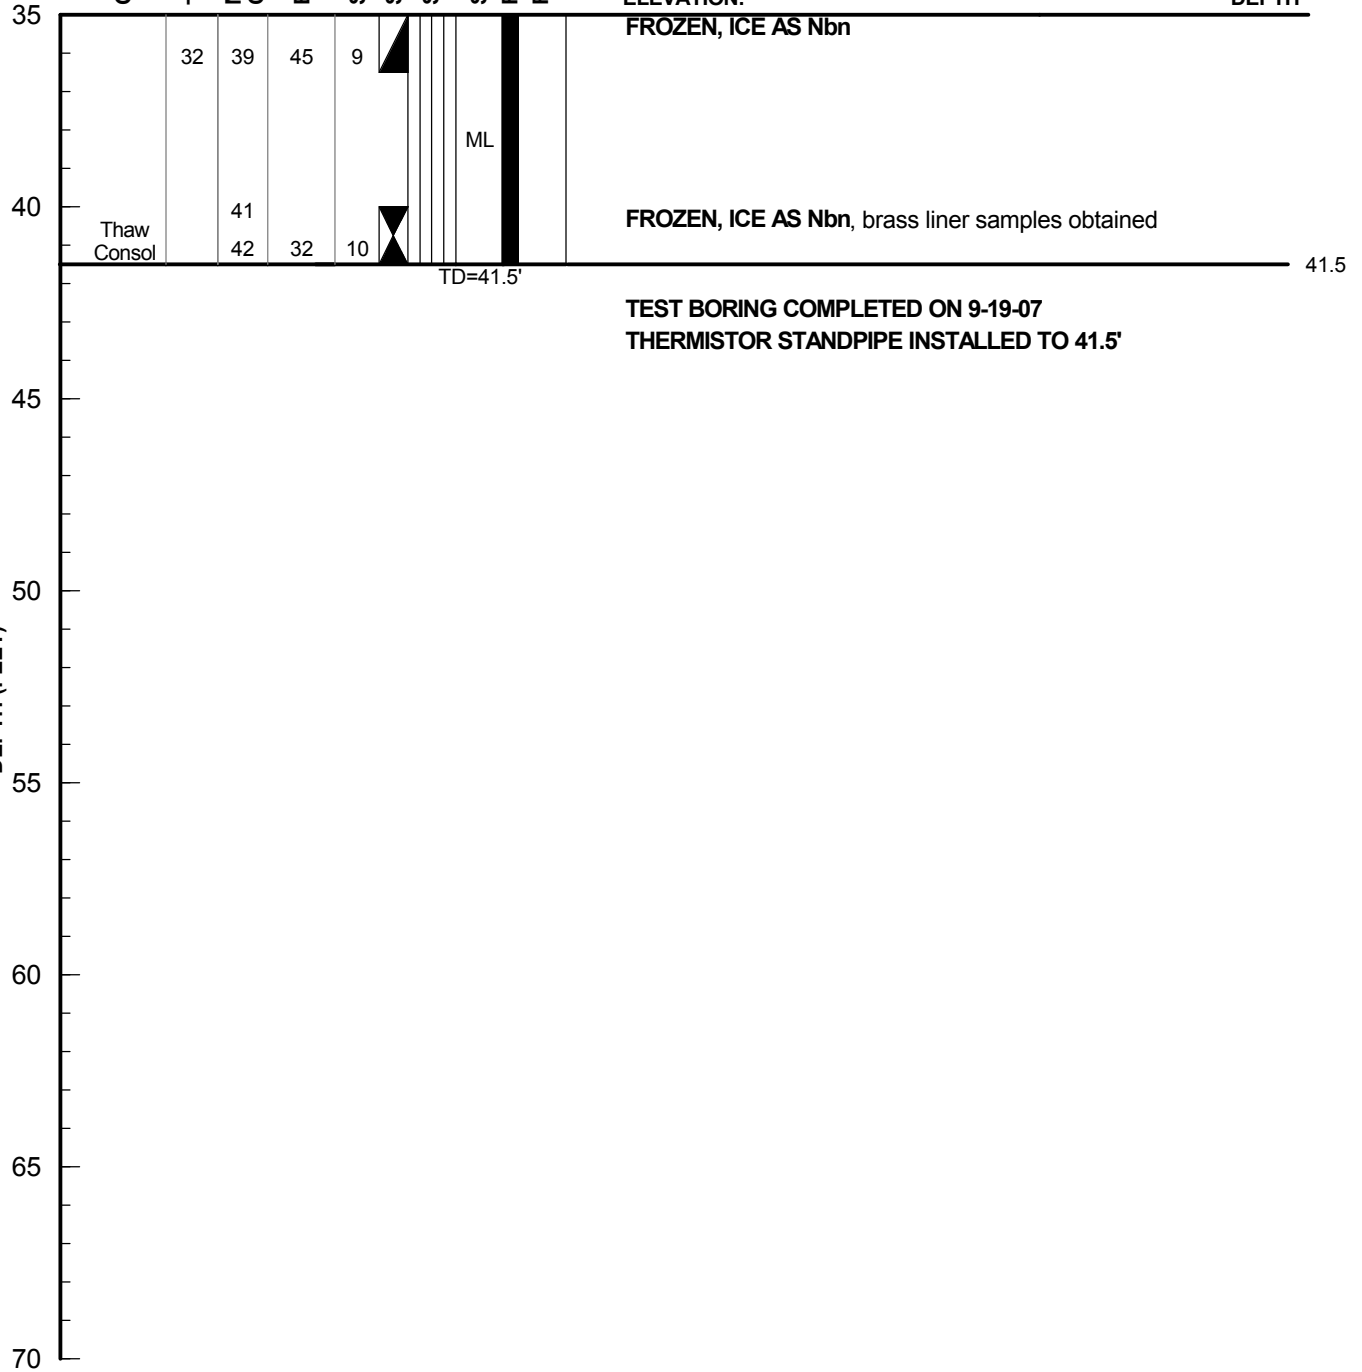 ELEVATION:
DEPTH
35
FROZEN, ICE AS Nbn
32 39 45 9
ML
40
41
FROZEN, ICE AS Nbn, brass liner samples obtained
Thaw
Consol
42 32 10
41.5
TD=41.5'
TEST BORING COMPLETED ON 9-19-07
THERMISTOR STANDPIPE INSTALLED TO 41.5'
45
50
55
60
65
70